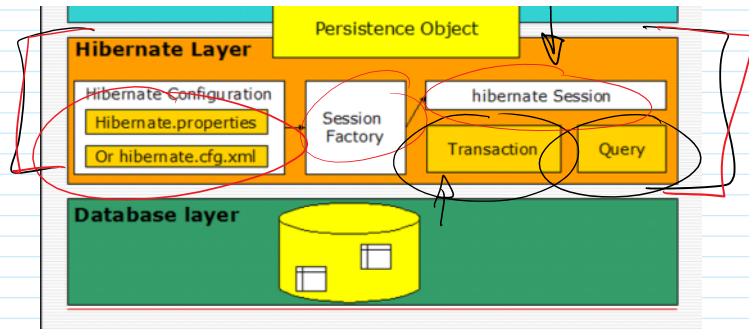 Persistence Object
Hibernate Layer
Hibernate Configuration
Hibernate.properties
Or hibernate.cfg.xml
Session
Factory
hibernate Session
Transaction
Query
Database layer